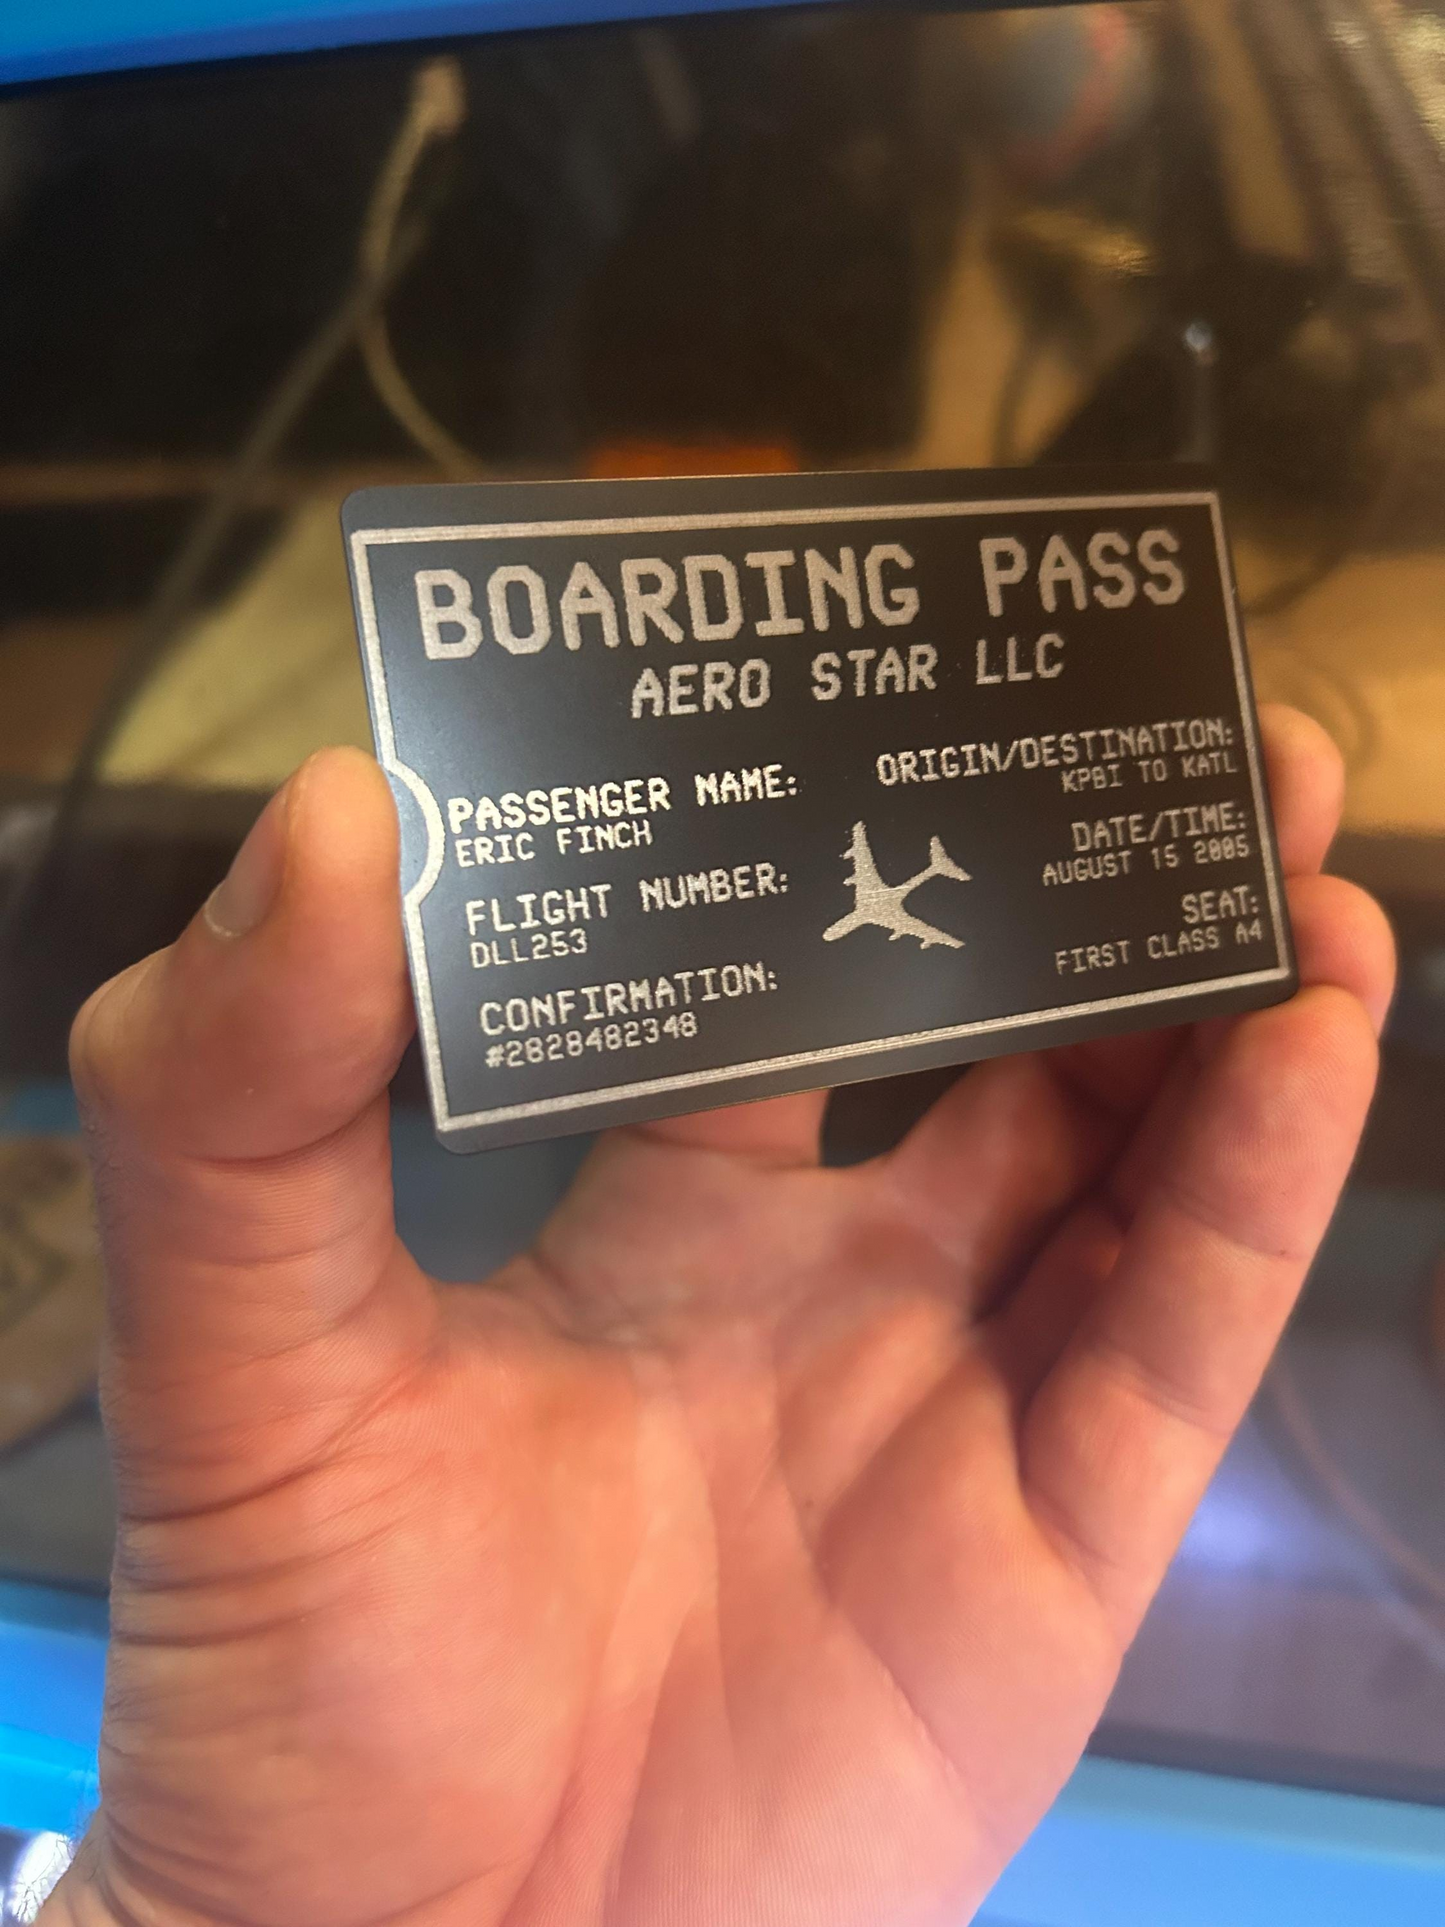 BOARDING PASS
AERO STAR LLC
PASSENGER NAME:
ERIC FINCH
FLIGHT NUMBER:
DLL253
CONFIRMATION:
#2828482348
ORIGIN/DESTINATION:
KPBI TO KATL
DATE/TIME:
AUGUST 15 2005
SEAT:
FIRST CLASS A4